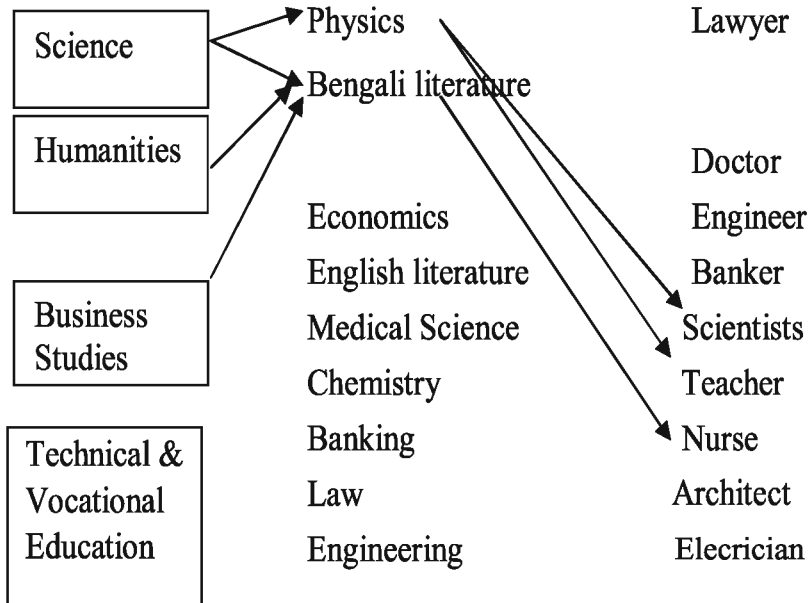 Science
Humanities
Business
Studies
Technical &
Vocational
Education
Physics
Bengali literature
Economics
English literature
Medical Science
Chemistry
Banking
Law
Engineering
Lawyer
Doctor
Engineer
Banker
Scientists
Teacher
Nurse
Architect
Elecrician